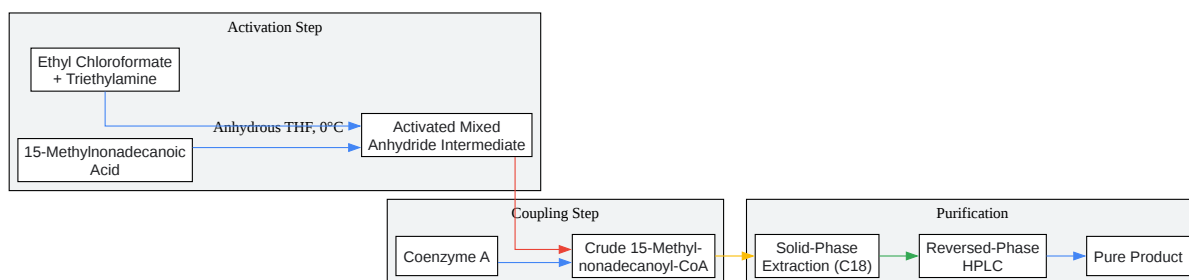 Activation Step
Ethyl Chloroformate
+ Triethylamine
Anhydrous THF, 0°C
15-Methylnonadecanoic
Acid
Activated Mixed
Anhydride Intermediate
Coupling Step
Coenzyme A
Crude 15-Methyl-
nonadecanoyl-CoA
Purification
Solid-Phase
Extraction (C18)
Reversed-Phase
HPLC
Pure Product